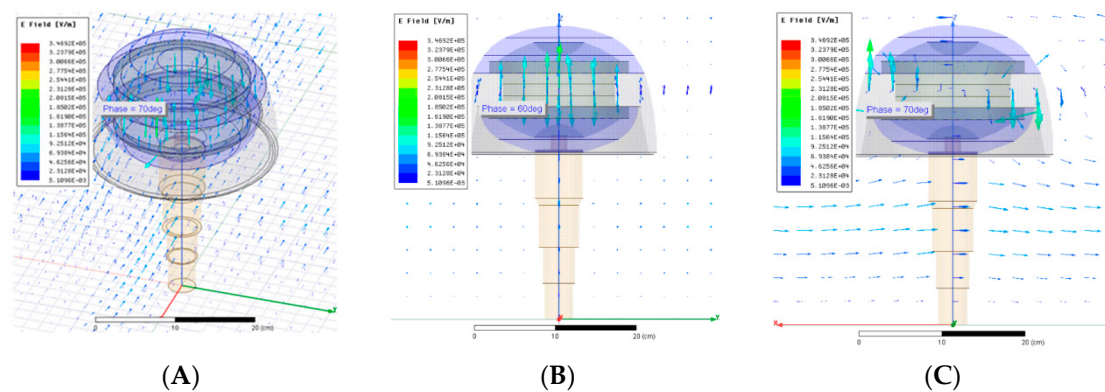 E Field [V/m]
3.4692E+05
3.2379E+05
3.0066E+05
2.7754E+05
2.5441E+05
2.3128E+05
2.0815E+05
1.8502E+05
1.6190E+05
1.3877E+05
1.1564E+05
9.2512E+04
6.9384E+04
4.6256E+04
2.3128E+04
5.1096E-03
Phase = 70deg
Y
0 10 20 (cm)
(A)
E Field [V/m]
3.4692E+05
3.2379E+05
3.0066E+05
2.7754E+05
2.5441E+05
2.3128E+05
2.0815E+05
1.8502E+05
1.6190E+05
1.3877E+05
1.1564E+05
9.2512E+04
6.9384E+04
4.6256E+04
2.3128E+04
5.1096E-03
Z
Phase = 60deg
X
Y
0 10 20 (cm)
(B)
E Field [V/m]
3.4692E+05
3.2379E+05
3.0066E+05
2.7754E+05
2.5441E+05
2.3128E+05
2.0815E+05
1.8502E+05
1.6190E+05
1.3877E+05
1.1564E+05
9.2512E+04
6.9384E+04
4.6256E+04
2.3128E+04
5.1096E-03
Z
Phase = 70deg
X
Y
0 10 20 (cm)
(C)